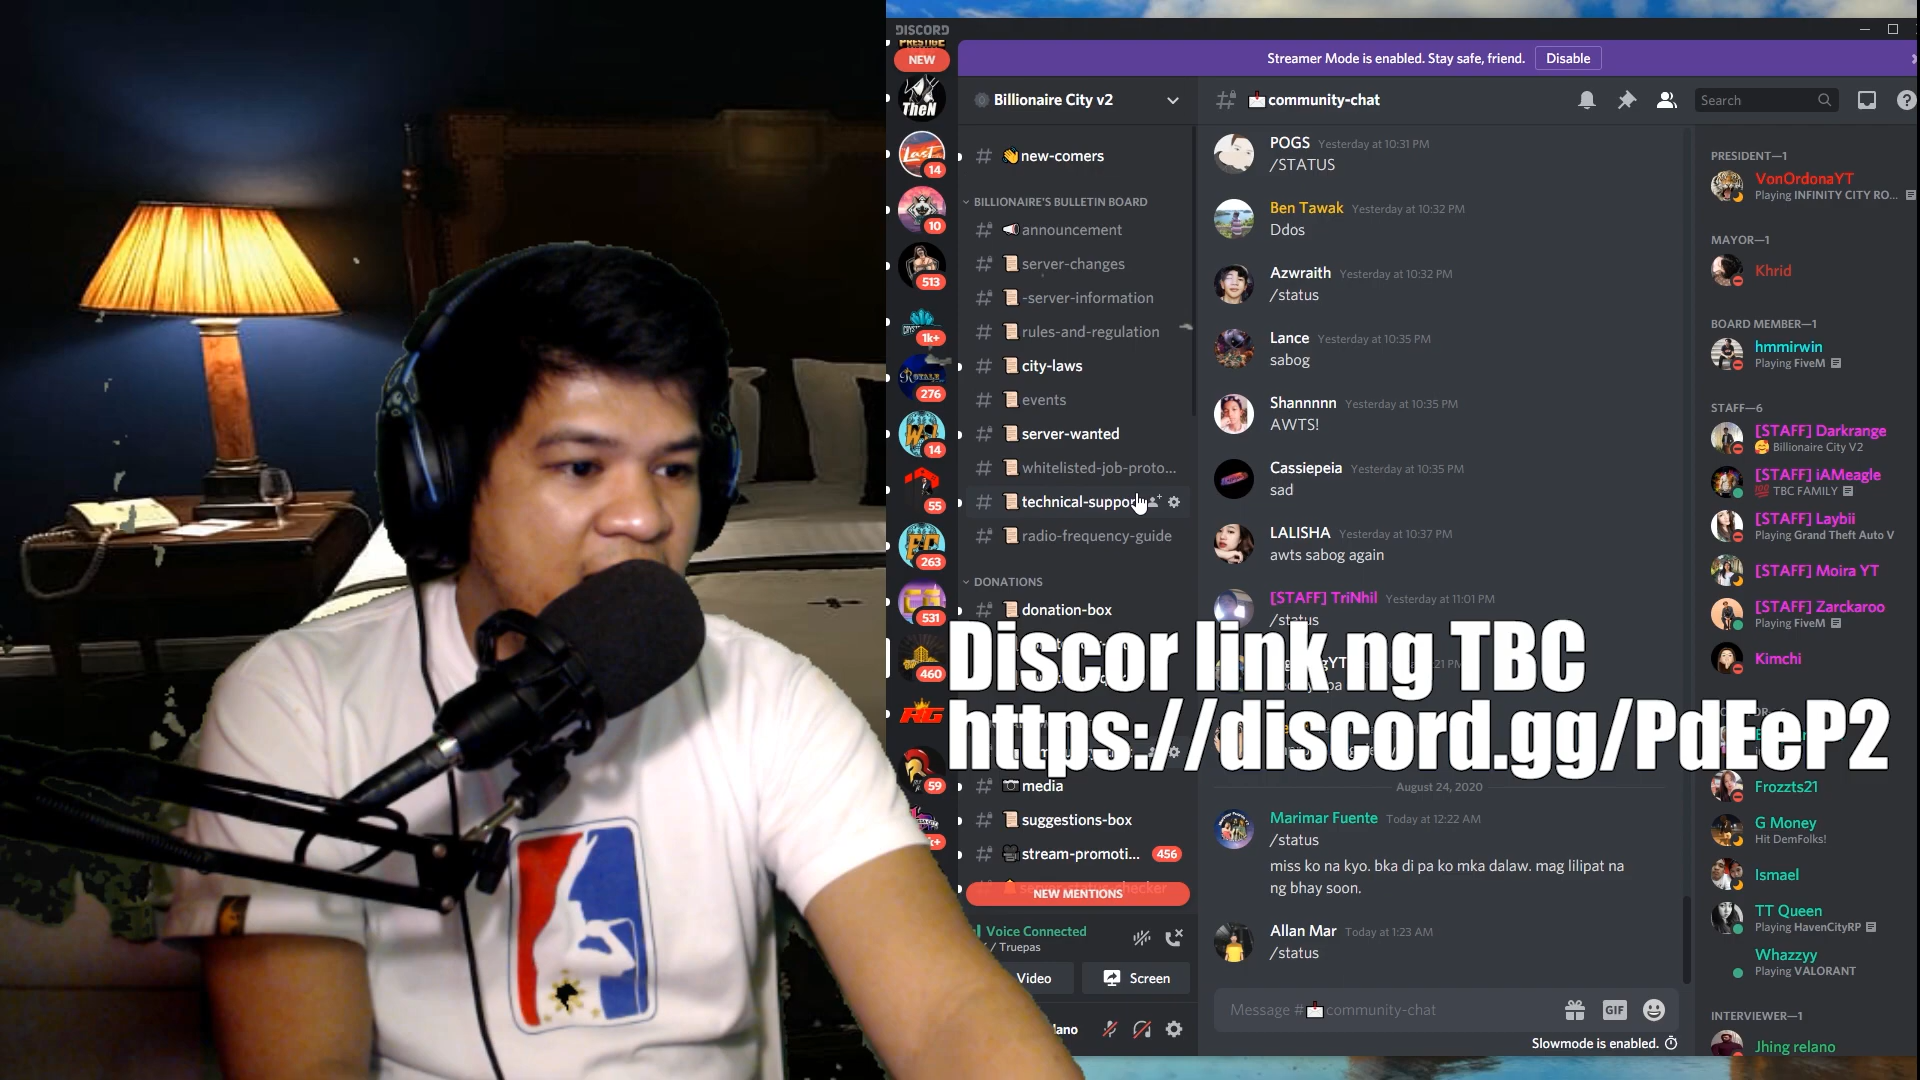 DISCORD
PRESTIGE
NEW
TheN
Last
14
10
513
1k+
ROYALE
276
14
55
263
531
460
59
k+
Streamer Mode is enabled. Stay safe, friend.
Disable
Billionaire City v2
new-comers
BILLIONAIRE'S BULLETIN BOARD
announcement
server-changes
-server-information
rules-and-regulation
city-laws
events
server-wanted
whitelisted-job-proto...
technical-suppor
radio-frequency-guide
DONATIONS
donation-box
media
suggestions-box
stream-promoti... 456
NEW MENTIONS
Voice Connected
/ Truepas
Video
Screen
lano
community-chat
Search
POGS Yesterday at 10:31 PM
/STATUS
Ben Tawak Yesterday at 10:32 PM
Ddos
Azwraith Yesterday at 10:32 PM
/status
Lance Yesterday at 10:35 PM
sabog
Shannnnn Yesterday at 10:35 PM
AWTS!
Cassiepeia Yesterday at 10:35 PM
sad
LALISHA Yesterday at 10:37 PM
awts sabog again
[STAFF] TriNhil Yesterday at 11:01 PM
/status
Discor link ng TBC
https://discord.gg/PdEeP2
August 24, 2020
Marimar Fuente Today at 12:22 AM
/status
miss ko na kyo. bka di pa ko mka dalaw. mag lilipat na
ng bhay soon.
Allan Mar Today at 1:23 AM
/status
Message # community-chat
GIF
Slowmode is enabled.
PRESIDENT—1
VonOrdonaYT
Playing INFINITY CITY RO...
MAYOR—1
Khrid
BOARD MEMBER—1
hmmirwin
Playing FiveM
STAFF—6
[STAFF] Darkrange
Billionaire City V2
[STAFF] iAMeagle
TBC FAMILY
[STAFF] Laybii
Playing Grand Theft Auto V
[STAFF] Moira YT
[STAFF] Zarckaroo
Playing FiveM
Kimchi
Frozzts21
G Money
Hit DemFolks!
Ismael
TT Queen
Playing HavenCityRP
Whazzyy
Playing VALORANT
INTERVIEWER—1
Jhing relano